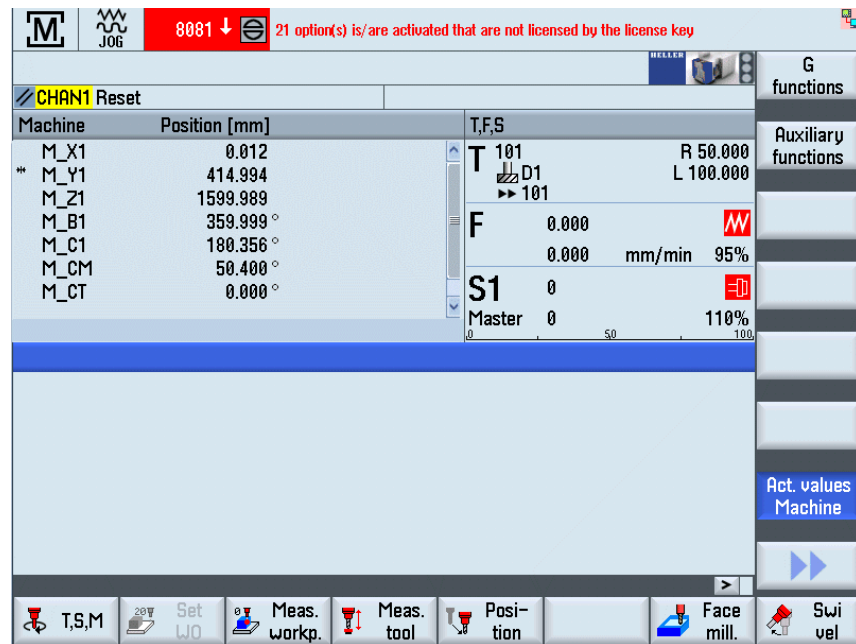 M
JOG
8081 21 option(s) is/are activated that are not licensed by the license key
HELLER
CHAN1 Reset
Machine Position [mm]
M_X1 0.012
M_Y1 414.994
M_Z1 1599.989
M_B1 359.999 °
M_C1 180.356 °
M_CM 50.400 °
M_CT 0.000 °
T,F,S
T 101 R 50.000
D1 L 100.000
101
F 0.000
0.000 mm/min 95%
S1 0
Master 0 110%
0 50 100
G functions
Auxiliary functions
Act. values Machine
T,S,M
Set WO
Meas. workp.
Meas. tool
Posi-
tion
Face mill.
Swi
vel